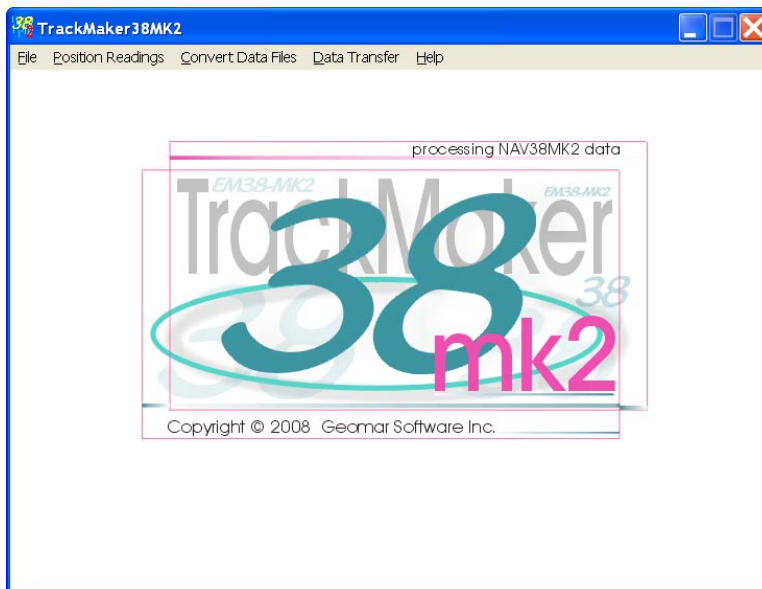 TrackMaker38MK2
File Position Readings Convert Data Files Data Transfer Help
processing NAV38MK2 data
EM38-MK2
EM38-MK2
TrackMaker
38
38
mk2
Copyright © 2008 Geomar Software Inc.